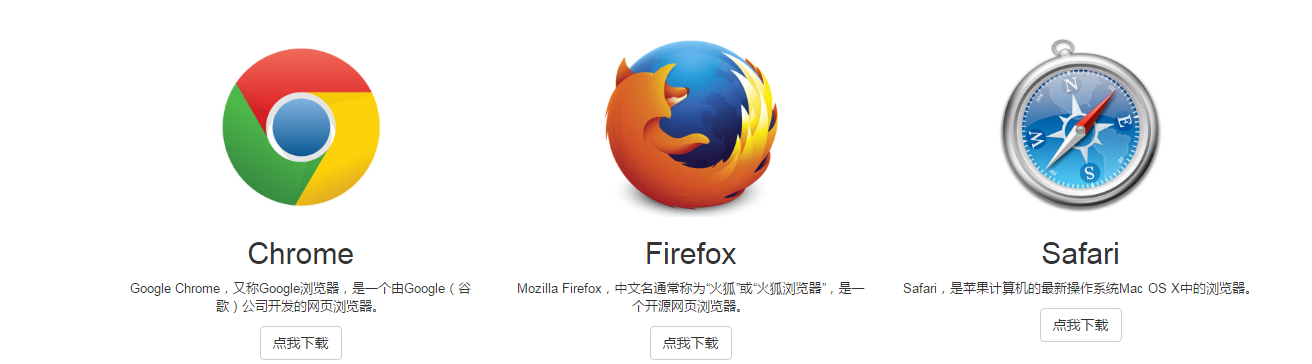 N
E
W
S
Chrome
Google Chrome，又称Google浏览器，是一个由Google（谷
歌）公司开发的网页浏览器。
点我下载
Firefox
Mozilla Firefox，中文名通常称为“火狐”或“火狐浏览器”，是一
个开源网页浏览器。
点我下载
Safari
Safari，是苹果计算机的最新操作系统Mac OS X中的浏览器。
点我下载